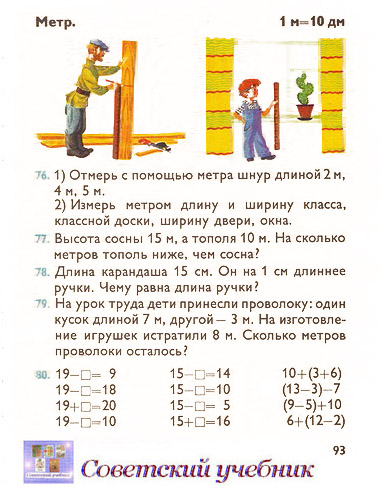 Метр. 1 м=10 дм
76. 1) Отмерь с помощью метра шнур длиной 2 м,
4 м, 5 м.
2) Измерь метром длину и ширину класса,
классной доски, ширину двери, окна.
77. Высота сосны 15 м, а тополя 10 м. На сколько
метров тополь ниже, чем сосна?
78. Длина карандаша 15 см. Он на 1 см длиннее
ручки. Чему равна длина ручки?
79. На урок труда дети принесли проволоку: один
кусок длиной 7 м, другой – 3 м. На изготовле-
ние игрушек истратили 8 м. Сколько метров
проволоки осталось?
80. 19−□= 9 15−□=14 10+(3+6)
19−□=18 15−□=10 (13−3)−7
19+□=20 15−□= 5 (9−5)+10
19−□=10 15+□=16 6+(12−2)
93
Советский учебник